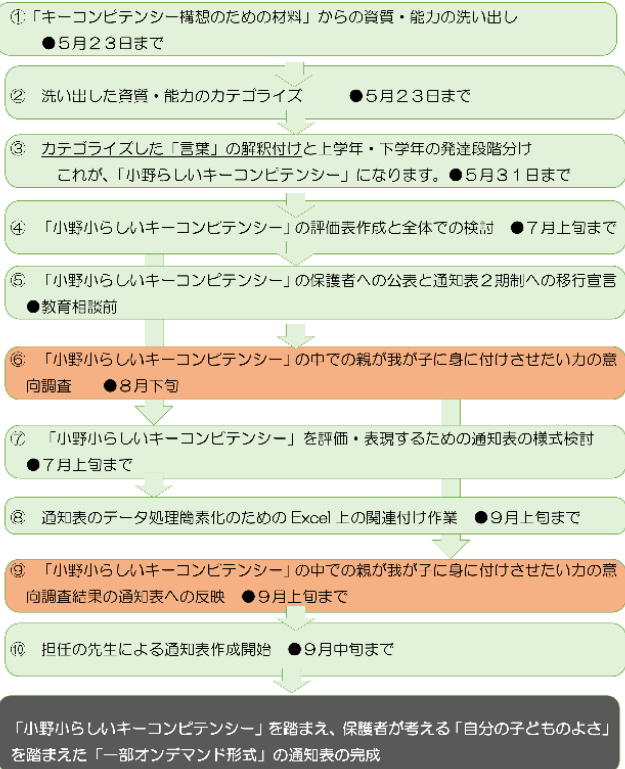 ①「キーコンピテンシー構想のための材料」からの資質・能力の洗い出し
●5月23日まで
② 洗い出した資質・能力のカテゴライズ ●5月23日まで
③ カテゴライズした「言葉」の解釈付けと上学年・下学年の発達段階分け
これが、「小野らしいキーコンピテンシー」になります。●5月31日まで
④ 「小野小らしいキーコンピテンシー」の評価表作成と全体での検討 ●7月上旬まで
⑤ 「小野小らしいキーコンピテンシー」の保護者への公表と通知表2期制への移行宣言
●教育相談前
⑥ 「小野小らしいキーコンピテンシー」の中での親が我が子に身に付けさせたい力の意
向調査 ●8月下旬
⑦ 「小野小らしいキーコンピテンシー」を評価・表現するための通知表の様式検討
●7月上旬まで
⑧ 通知表のデータ処理簡素化のための Excel 上の関連付け作業 ●9月上旬まで
⑨ 「小野小らしいキーコンピテンシー」の中での親が我が子に身に付けさせたい力の意
向調査結果の通知表への反映 ●9月上旬まで
⑩ 担任の先生による通知表作成開始 ●9月中旬まで
「小野小らしいキーコンピテンシー」を踏まえ、保護者が考える「自分の子どものよさ」
を踏まえた「一部オンデマンド形式」の通知表の完成